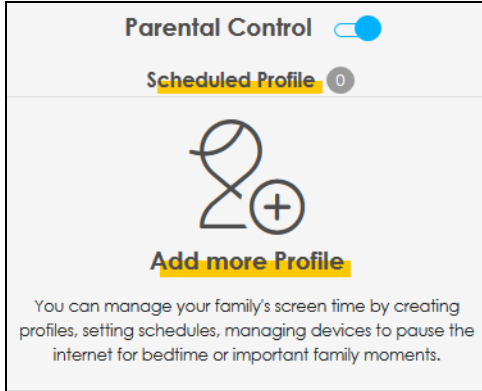 Parental Control
Scheduled Profile 0
Add more Profile
You can manage your family's screen time by creating
profiles, setting schedules, managing devices to pause the
internet for bedtime or important family moments.